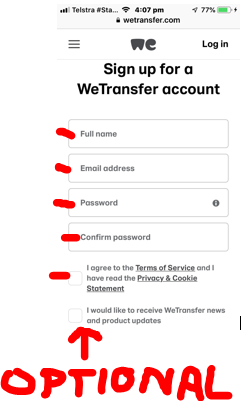 Telstra #Sta... 4:07 pm 77%
wetransfer.com
we Log in
Sign up for a
WeTransfer account
Full name
Email address
Password
Confirm password
I agree to the Terms of Service and I
have read the Privacy & Cookie
Statement
I would like to receive WeTransfer news
and product updates
OPTIONAL